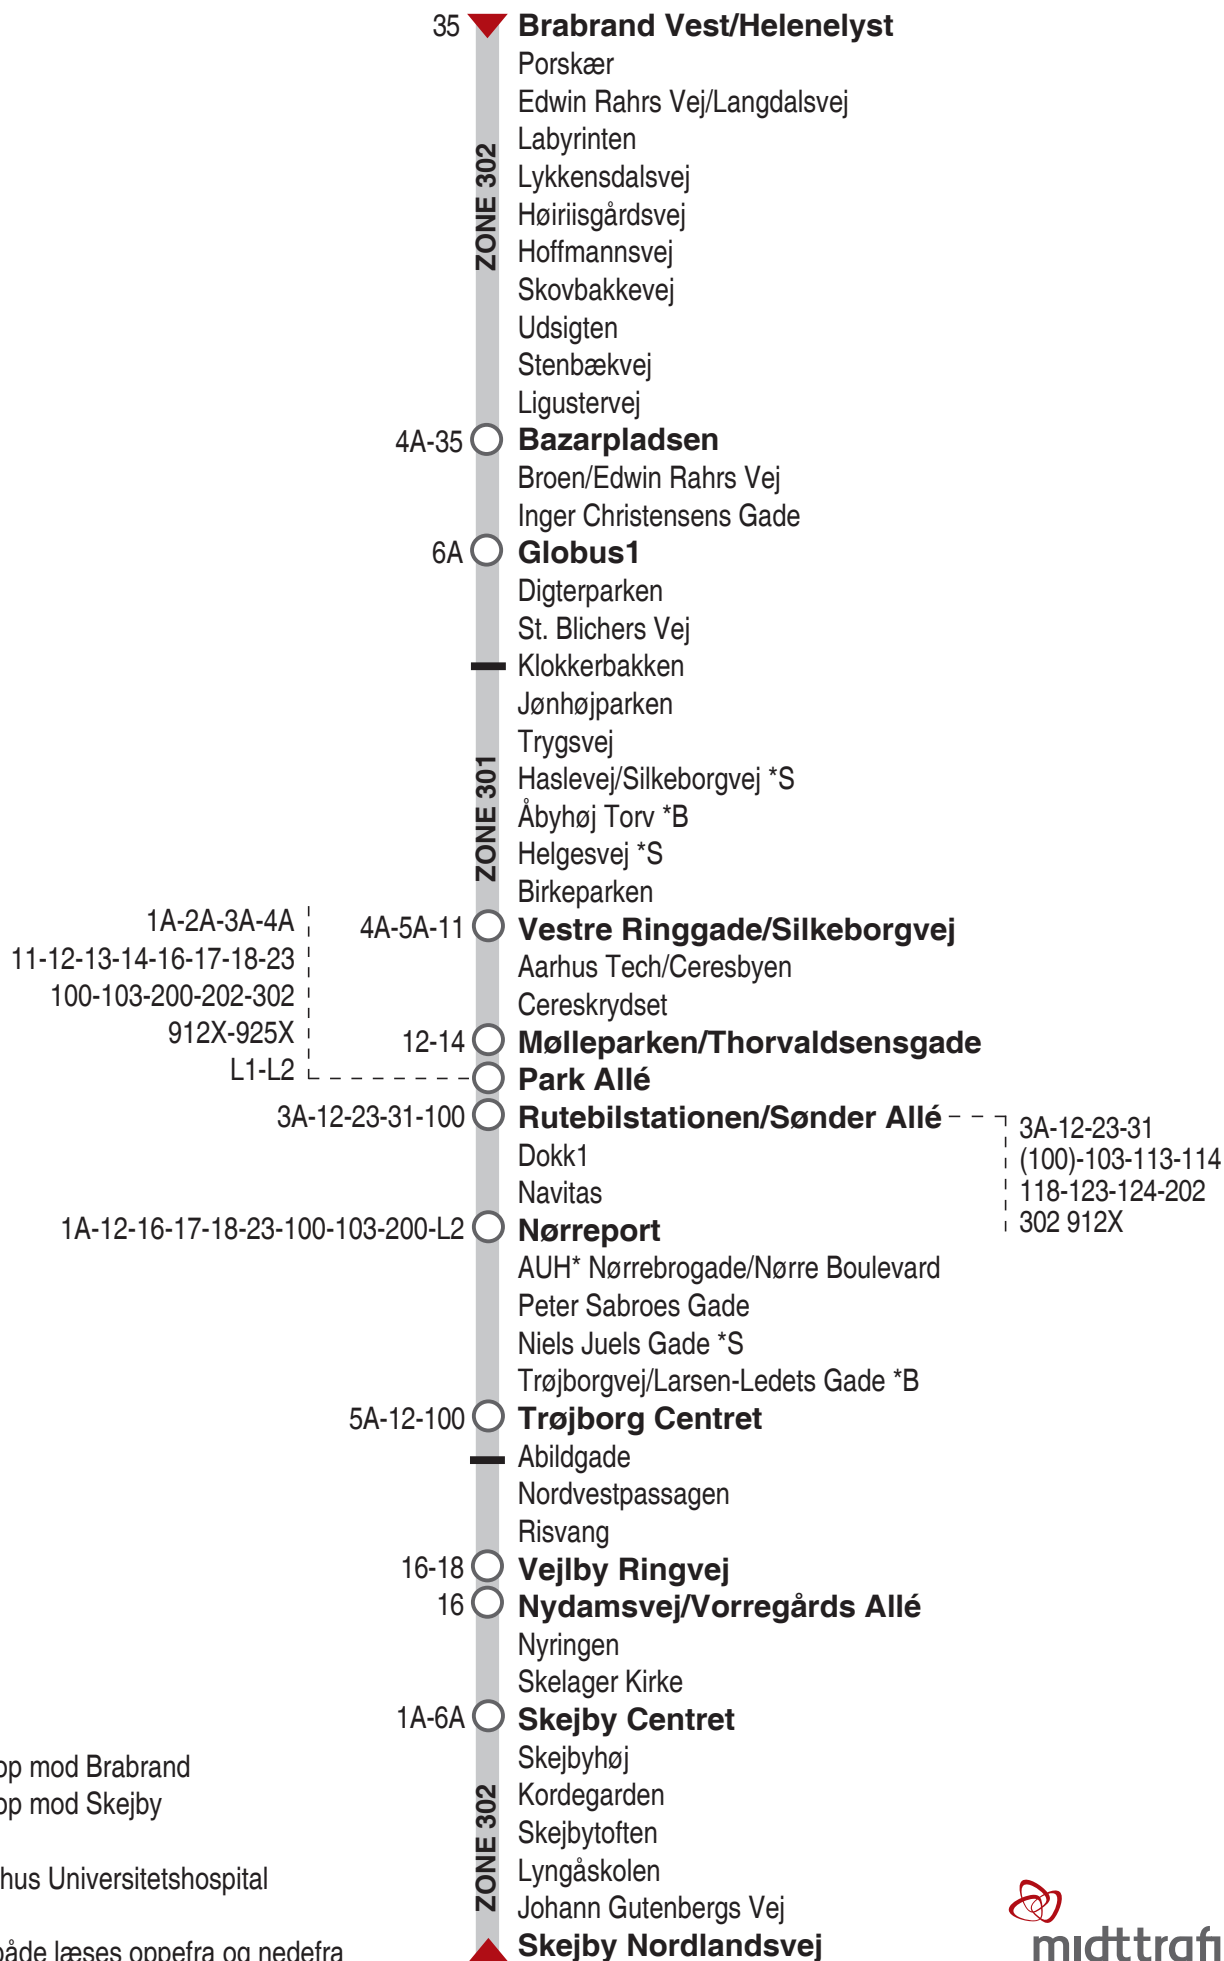 35 Brabrand Vest/Helenelyst
Porskær
Edwin Rahrs Vej/Langdalsvej
Labyrinten
Lykkensdalsvej
Høiriisgårdsvej
Hoffmannsvej
Skovbakkevej
Udsigten
Stenbækvej
Ligustervej
ZONE 302
4A-35 Bazarpladsen
Broen/Edwin Rahrs Vej
Inger Christensens Gade
6A Globus1
Digterparken
St. Blichers Vej
Klokkerbakken
Jønhøjparken
Trygsvej
Haslevej/Silkeborgvej *S
Åbyhøj Torv *B
Helgesvej *S
Birkeparken
ZONE 301
4A-5A-11 Vestre Ringgade/Silkeborgvej
Aarhus Tech/Ceresbyen
Cereskrydset
12-14 Mølleparken/Thorvaldsensgade
1A-2A-3A-4A
11-12-13-14-16-17-18-23
100-103-200-202-302
912X-925X
L1-L2
Park Allé
3A-12-23-31-100 Rutebilstationen/Sønder Allé
3A-12-23-31
(100)-103-113-114
118-123-124-202
302 912X
Dokk1
Navitas
1A-12-16-17-18-23-100-103-200-L2 Nørreport
AUH* Nørrebrogade/Nørre Boulevard
Peter Sabroes Gade
Niels Juels Gade *S
Trøjborgvej/Larsen-Ledets Gade *B
5A-12-100 Trøjborg Centret
Abildgade
Nordvestpassagen
Risvang
16-18 Vejlby Ringvej
16 Nydamsvej/Vorregårds Allé
Nyringen
Skelager Kirke
1A-6A Skejby Centret
Skejbyhøj
Kordegarden
Skejbytoften
Lyngåskolen
Johann Gutenbergs Vej
ZONE 302
Skejby Nordlandsvej
op mod Brabrand
op mod Skejby
hus Universitetshospital
både læses oppefra og nedefra
midttrafi